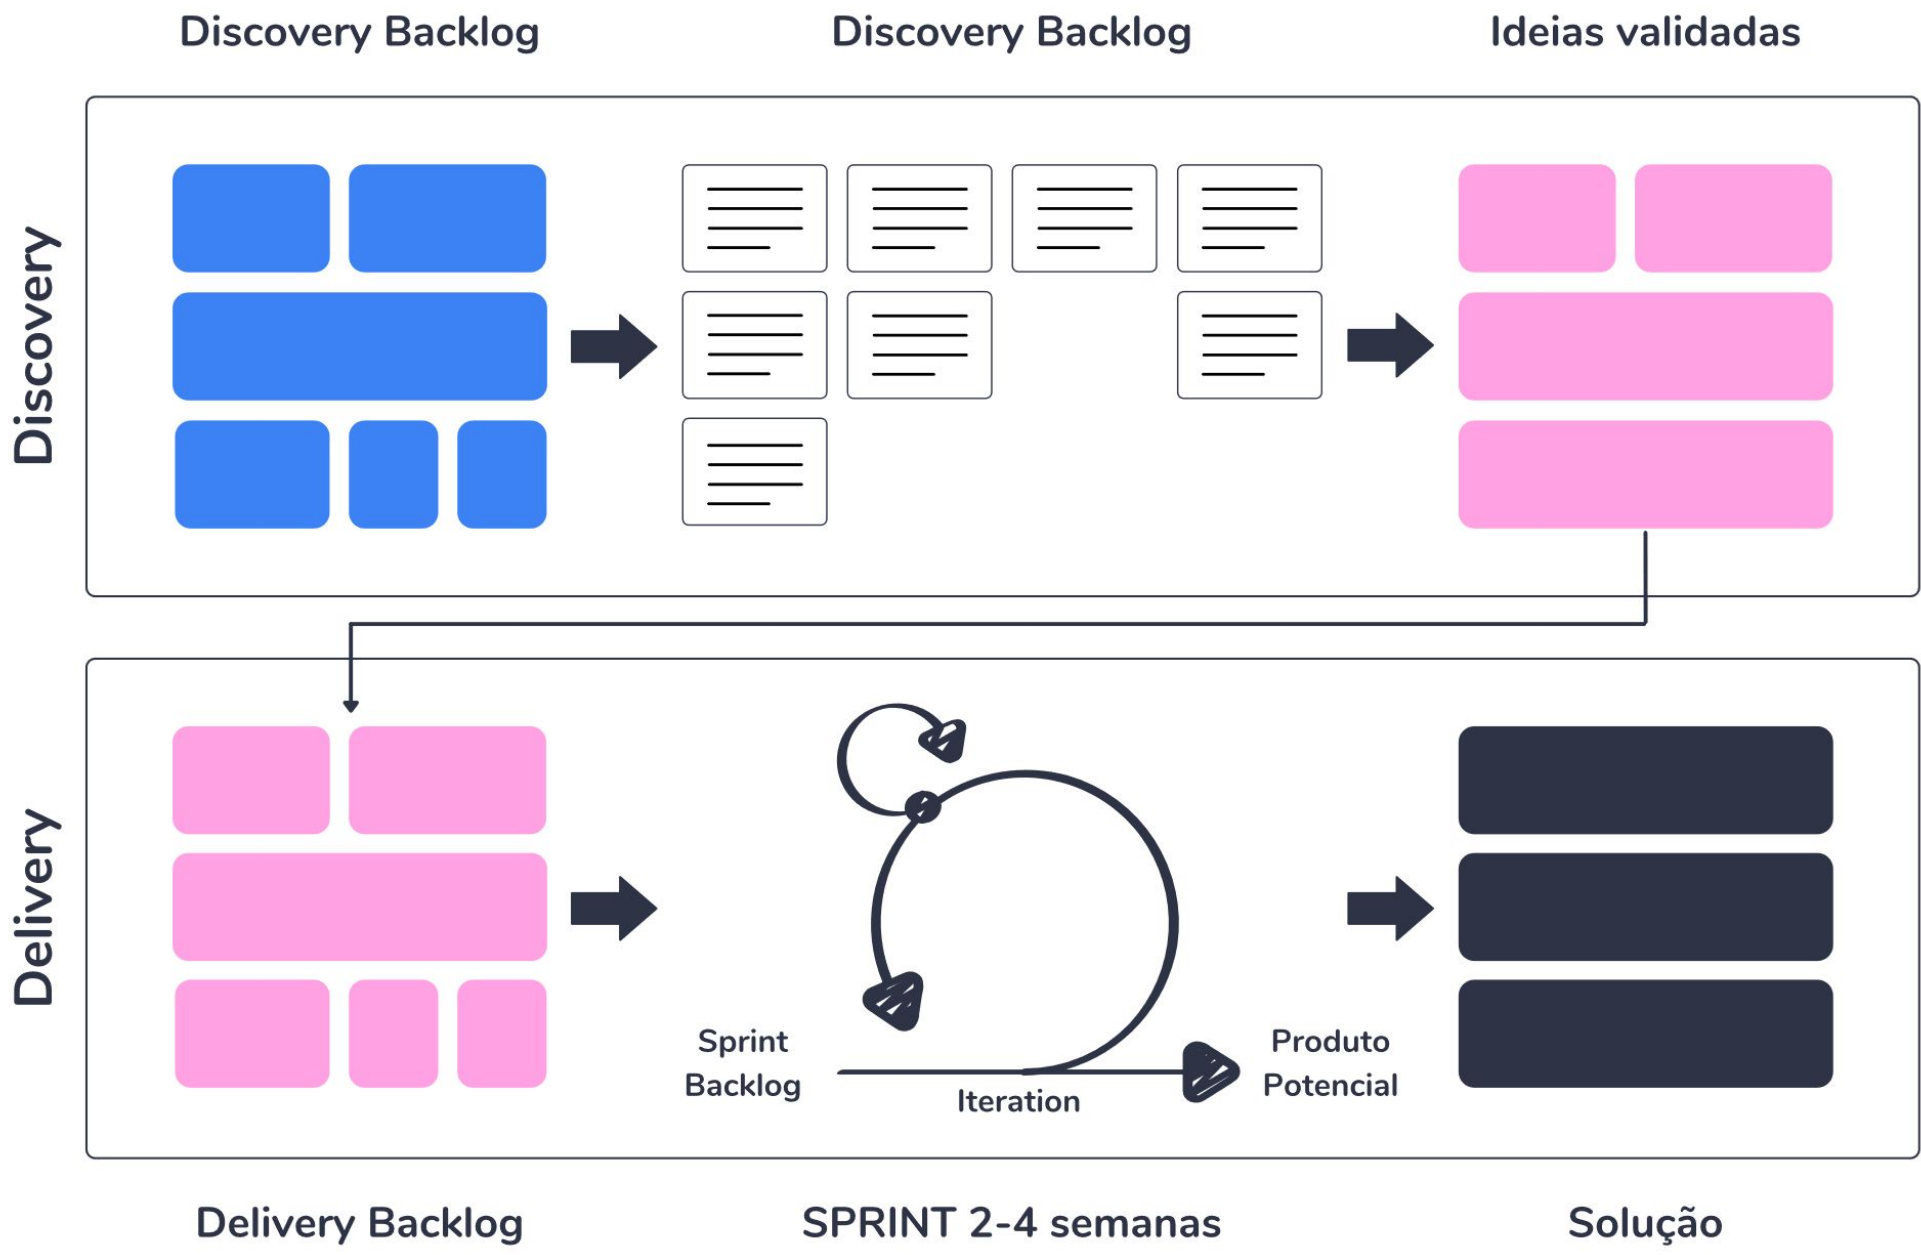 Discovery Backlog
Discovery Backlog
Ideias validadas
Discovery
Delivery
Sprint
Backlog
Iteration
Produto
Potencial
Delivery Backlog
SPRINT 2-4 semanas
Solução